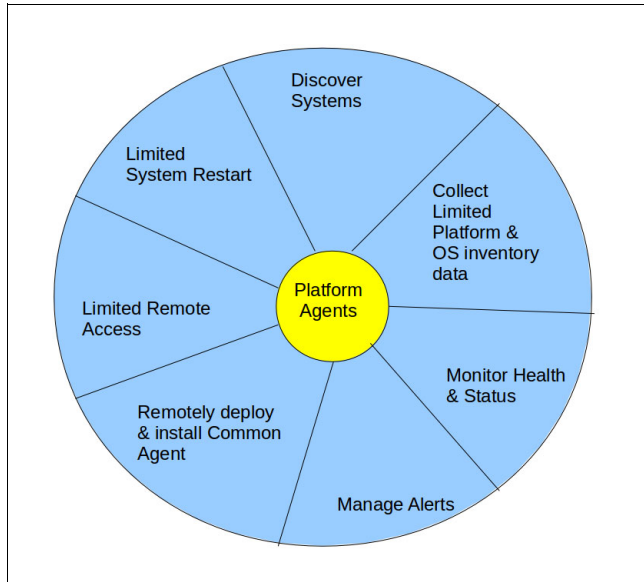 Discover
Systems
Limited
System Restart
Collect
Limited
Platform &
OS inventory
data
Platform
Agents
Limited Remote
Access
Monitor Health
& Status
Remotely deploy
& install Common
Agent
Manage Alerts